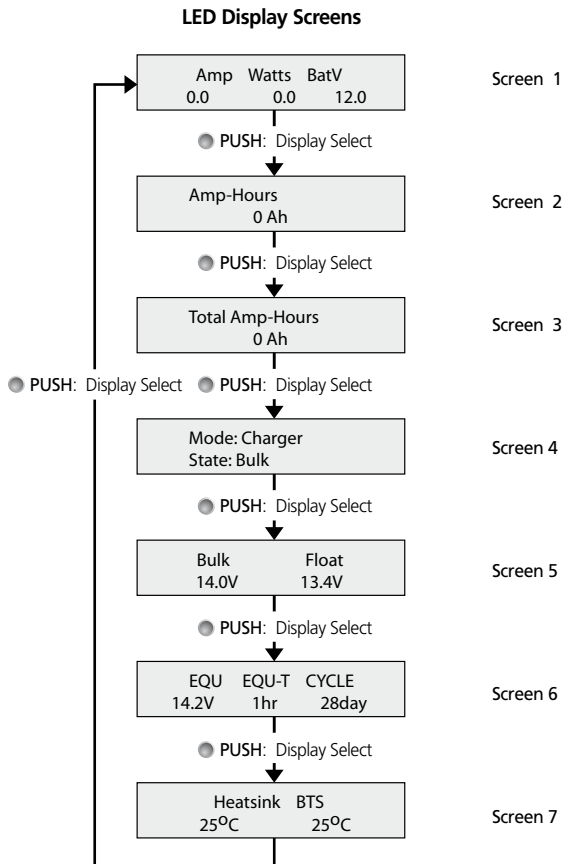 LED Display Screens
Amp Watts BatV
0.0 0.0 12.0
Screen 1
PUSH: Display Select
Amp-Hours
0 Ah
Screen 2
PUSH: Display Select
Total Amp-Hours
0 Ah
Screen 3
PUSH: Display Select PUSH: Display Select
Mode: Charger
State: Bulk
Screen 4
PUSH: Display Select
Bulk Float
14.0V 13.4V
Screen 5
PUSH: Display Select
EQU EQU-T CYCLE
14.2V 1hr 28day
Screen 6
PUSH: Display Select
Heatsink BTS
25°C 25°C
Screen 7